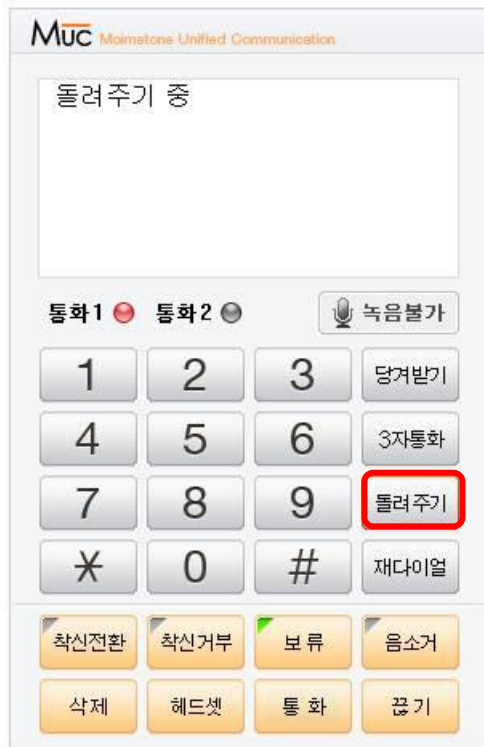 MUC Moimstone Unified Communication
돌려주기 중
통화1 통화2 녹음불가
1 2 3 당겨받기
4 5 6 3자통화
7 8 9 돌려주기
* 0 # 재다이얼
착신전환 착신거부 보류 음소거
삭제 헤드셋 통화 끊기